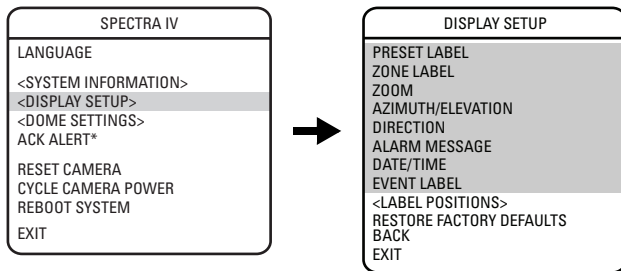 SPECTRA IV
LANGUAGE
<SYSTEM INFORMATION>
<DISPLAY SETUP>
<DOME SETTINGS>
ACK ALERT*
RESET CAMERA
CYCLE CAMERA POWER
REBOOT SYSTEM
EXIT
DISPLAY SETUP
PRESET LABEL
ZONE LABEL
ZOOM
AZIMUTH/ELEVATION
DIRECTION
ALARM MESSAGE
DATE/TIME
EVENT LABEL
<LABEL POSITIONS>
RESTORE FACTORY DEFAULTS
BACK
EXIT